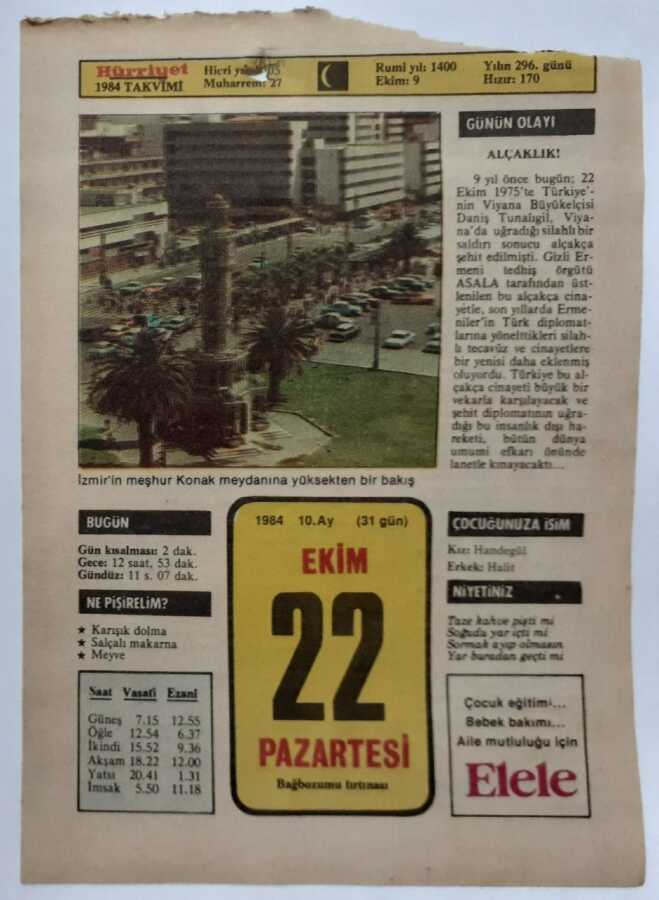 Hürriyet
1984 TAKVİMİ
Hicri 05
Muharrem: 27
Rumi yıl: 1400
Ekim: 9
Yılın 296. günü
Hızır: 170
GÜNÜN OLAYI
ALÇAKLIK!
9 yıl önce bugün; 22
Ekim 1975'te Türkiye'-
nin Viyana Büyükelçisi
Daniş Tunalıgil, Viya-
na'da uğradığı silahlı bir
saldırı sonucu alçakça
şehit edilmişti. Gizli Er-
meni tedhiş örgütü
ASALA tarafından üst-
lenilen bu alçakça cina-
yetle, son yıllarda Erme-
niler'in Türk diplomat-
larına yönelttikleri silah-
lı tecavüz ve cinayetlere
bir yenisi daha eklenmiş
oluyordu. Türkiye bu al-
çakça cinayeti büyük bir
vekarla karşılayacak ve
şehit diplomatının uğra-
dığı bu insanlık dışı ha-
reketi, bütün dünya
umumi efkarı önünde
lanetle kınayacaktı...
İzmir'in meşhur Konak meydanına yüksekten bir bakış
BUGÜN
Gün kısalması: 2 dak.
Gece: 12 saat, 53 dak.
Gündüz: 11 s. 07 dak.
NE PİŞİRELİM?
★ Karışık dolma
★ Salçalı makarna
★ Meyve
Saat Vasatî Ezanî
Güneş 7.15 12.55
Öğle 12.54 6.37
İkindi 15.52 9.36
Akşam 18.22 12.00
Yatsı 20.41 1.31
İmsak 5.50 11.18
1984 10.Ay (31 gün)
EKİM
22
PAZARTESİ
Bağbozumu fırtınası
ÇOCUĞUNUZA İSİM
Kız: Handegül
Erkek: Halit
NİYETİNİZ
Taze kahve pişti mi
Soğudu yar içti mi
Sormak ayıp olmasın
Yar buradan geçti mi
Çocuk eğitimi...
Bebek bakımı...
Aile mutluluğu için
Elele